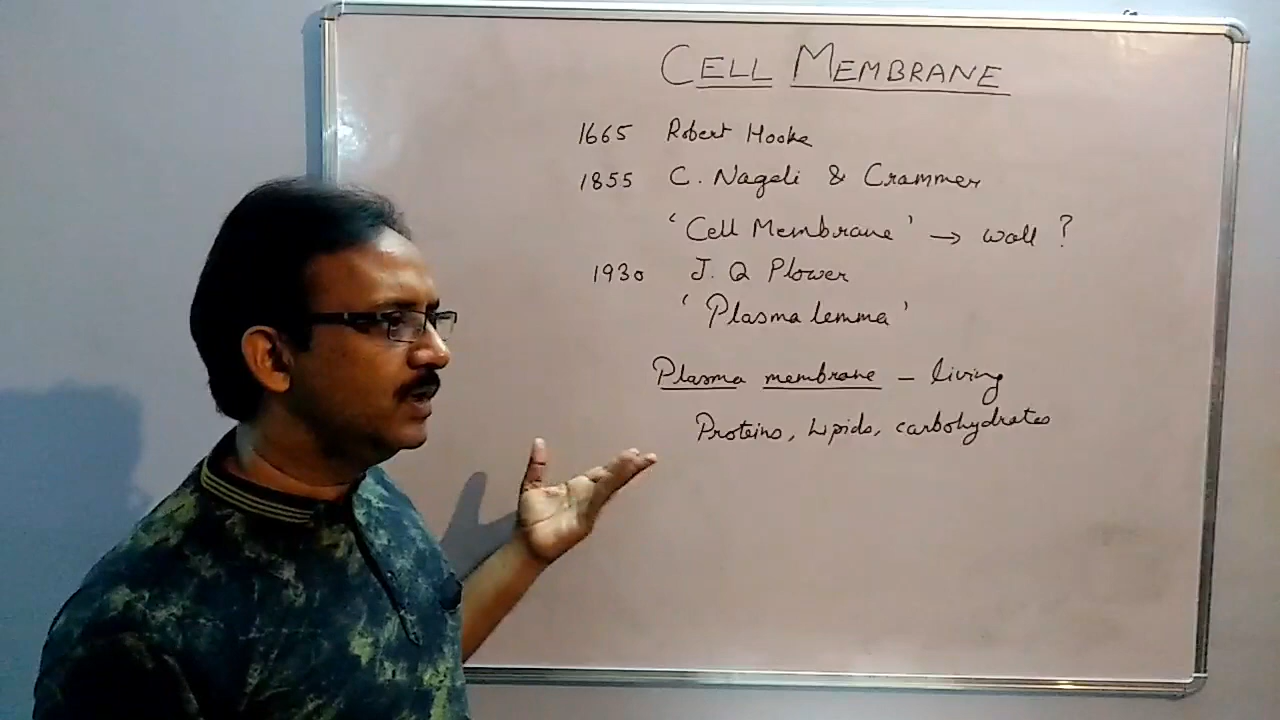 CELL MEMBRANE
1665 Robert Hooke
1855 C. Nageli & Crammer
'Cell Membrane' → wall ?
1930 J. Q Plower
'Plasma lemma'
Plasma membrane – living
Proteins, Lipids, carbohydrates